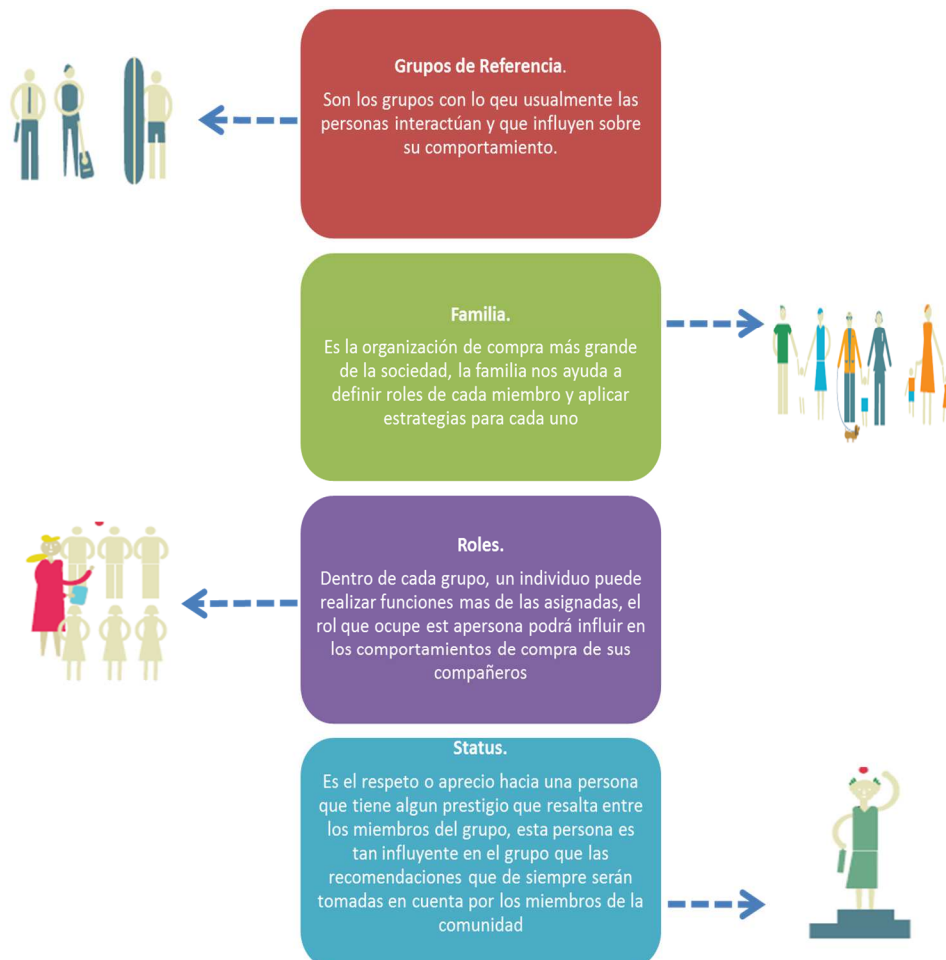 Grupos de Referencia.
Son los grupos con lo qeu usualmente las
personas interactúan y que influyen sobre
su comportamiento.
Familia.
Es la organización de compra más grande
de la sociedad, la familia nos ayuda a
definir roles de cada miembro y aplicar
estrategias para cada uno
Roles.
Dentro de cada grupo, un individuo puede
realizar funciones mas de las asignadas, el
rol que ocupe est apersona podrá influir en
los comportamientos de compra de sus
compañeros
Status.
Es el respeto o aprecio hacia una persona
que tiene algun prestigio que resalta entre
los miembros del grupo, esta persona es
tan influyente en el grupo que las
recomendaciones que de siempre serán
tomadas en cuenta por los miembros de la
comunidad